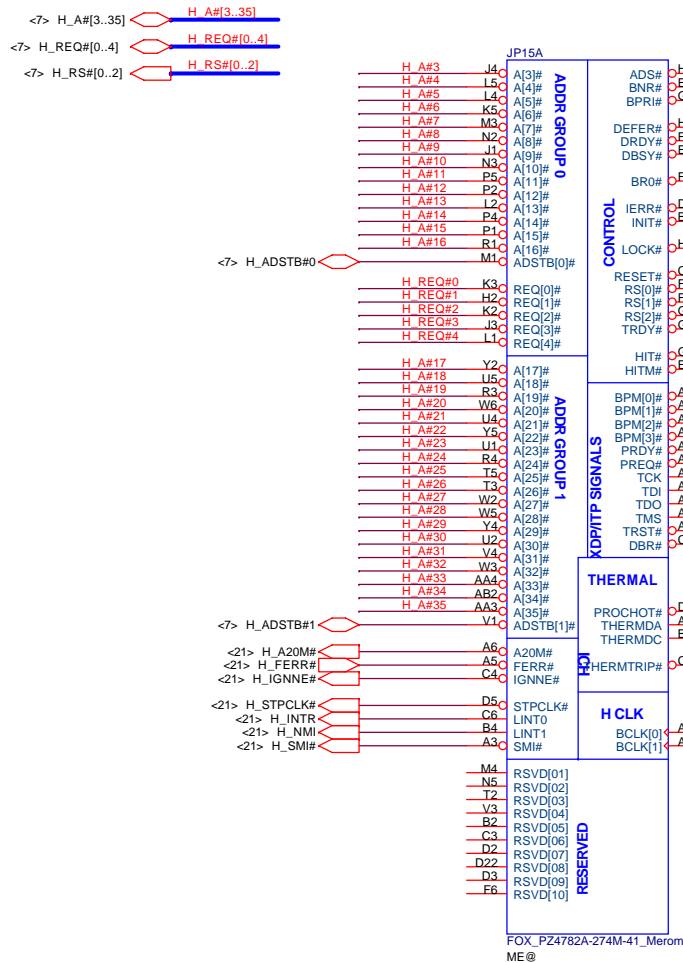 <7> H_A#[3..35] H_A#[3..35]
<7> H_REQ#[0..4] H_REQ#[0..4]
<7> H_RS#[0..2] H_RS#[0..2]
JP15A
H_A#3 J4 A[3]#
H_A#4 L5 A[4]#
H_A#5 L4 A[5]#
H_A#6 K5 A[6]#
H_A#7 M3 A[7]#
H_A#8 N2 A[8]#
H_A#9 J1 A[9]#
H_A#10 N3 A[10]#
H_A#11 P5 A[11]#
H_A#12 P2 A[12]#
H_A#13 L2 A[13]#
H_A#14 P4 A[14]#
H_A#15 P1 A[15]#
H_A#16 R1 A[16]#
<7> H_ADSTB#0 M1 ADSTB[0]#
H_REQ#0 K3 REQ[0]#
H_REQ#1 H2 REQ[1]#
H_REQ#2 K2 REQ[2]#
H_REQ#3 J3 REQ[3]#
H_REQ#4 L1 REQ[4]#
ADDR GROUP 0
H_A#17 Y2 A[17]#
H_A#18 U5 A[18]#
H_A#19 R3 A[19]#
H_A#20 W6 A[20]#
H_A#21 U4 A[21]#
H_A#22 Y5 A[22]#
H_A#23 U1 A[23]#
H_A#24 R4 A[24]#
H_A#25 T5 A[25]#
H_A#26 T3 A[26]#
H_A#27 W2 A[27]#
H_A#28 W5 A[28]#
H_A#29 Y4 A[29]#
H_A#30 U2 A[30]#
H_A#31 V4 A[31]#
H_A#32 W3 A[32]#
H_A#33 AA4 A[33]#
H_A#34 AB2 A[34]#
H_A#35 AA3 A[35]#
<7> H_ADSTB#1 V1 ADSTB[1]#
ADDR GROUP 1
<21> H_A20M# A6 A20M#
<21> H_FERR# A5 FERR#
<21> H_IGNNE# C4 IGNNE#
<21> H_STPCLK# D5 STPCLK#
<21> H_INTR C6 LINT0
<21> H_NMI B4 LINT1
<21> H_SMI# A3 SMI#
ICH
M4 RSVD[01]
N5 RSVD[02]
T2 RSVD[03]
V3 RSVD[04]
B2 RSVD[05]
C3 RSVD[06]
D2 RSVD[07]
D22 RSVD[08]
D3 RSVD[09]
F6 RSVD[10]
RESERVED
ADS# H
BNR# E
BPRI# G
DEFER# H
DRDY# F
DBSY# E
BR0# F
IERR# D
INIT# B
LOCK# H
RESET# C
RS[0]# F
RS[1]# F
RS[2]# G
TRDY# G
HIT# G
HITM# E
CONTROL
BPM[0]# A
BPM[1]# A
BPM[2]# A
BPM[3]# A
PRDY# A
PREQ# A
TCK A
TDI A
TDO A
TMS A
TRST# A
DBR# C
XDP/ITP SIGNALS
THERMAL
PROCHOT# D
THERMDA A
THERMDC B
HERMTRIP# C
H CLK
BCLK[0] A
BCLK[1] A
FOX_PZ4782A-274M-41_Merom
ME@